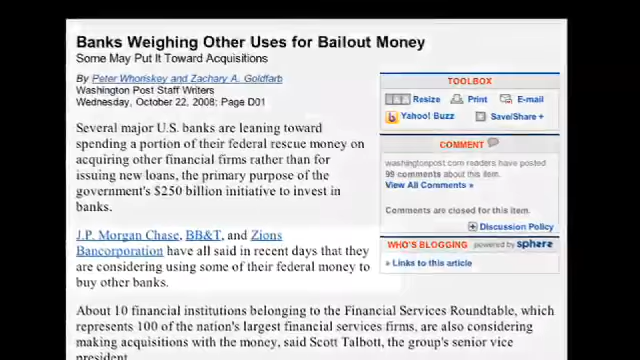 Banks Weighing Other Uses for Bailout Money
Some May Put It Toward Acquisitions
By Peter Whoriskey and Zachary A. Goldfarb
Washington Post Staff Writers
Wednesday, October 22, 2008; Page D01
Several major U.S. banks are leaning toward
spending a portion of their federal rescue money on
acquiring other financial firms rather than for
issuing new loans, the primary purpose of the
government's $250 billion initiative to invest in
banks.
J.P. Morgan Chase, BB&T, and Zions
Bancorporation have all said in recent days that they
are considering using some of their federal money to
buy other banks.
About 10 financial institutions belonging to the Financial Services Roundtable, which
represents 100 of the nation's largest financial services firms, are also considering
making acquisitions with the money, said Scott Talbott, the group's senior vice
president
TOOLBOX
Resize Print E-mail
Yahoo! Buzz Save/Share +
COMMENT
washingtonpost.com readers have posted
99 comments about this item.
View All Comments »
Comments are closed for this item.
Discussion Policy
WHO'S BLOGGING powered by sphere
» Links to this article